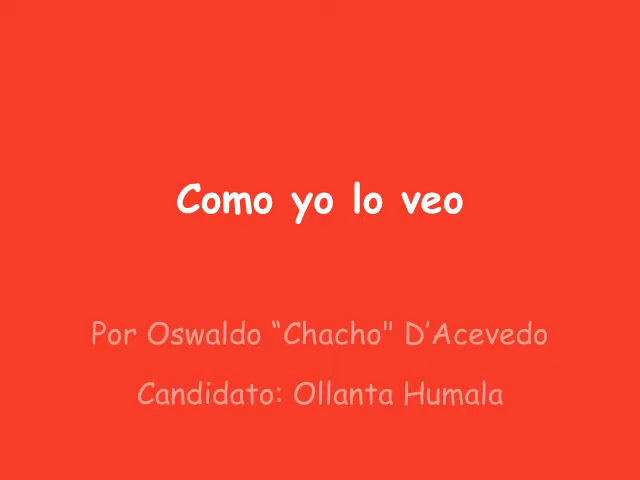 Como yo lo veo
Por Oswaldo “Chacho" D’Acevedo
Candidato: Ollanta Humala